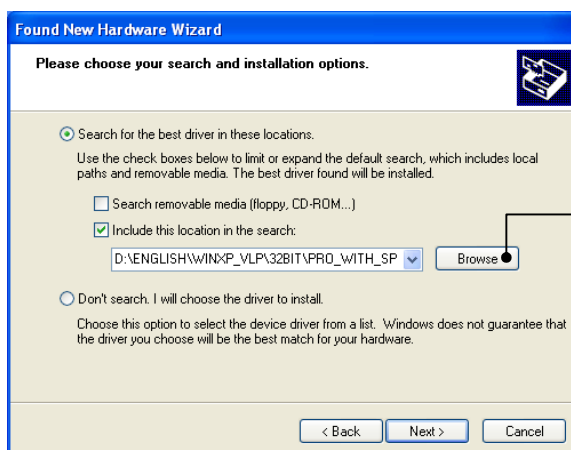 Found New Hardware Wizard
Please choose your search and installation options.
Search for the best driver in these locations.
Use the check boxes below to limit or expand the default search, which includes local
paths and removable media. The best driver found will be installed.
Search removable media (floppy, CD-ROM...)
Include this location in the search:
D:\ENGLISH\WINXP_VLP\32BIT\PRO_WITH_SP
Browse
Don't search. I will choose the driver to install.
Choose this option to select the device driver from a list. Windows does not guarantee that
the driver you choose will be the best match for your hardware.
< Back
Next >
Cancel